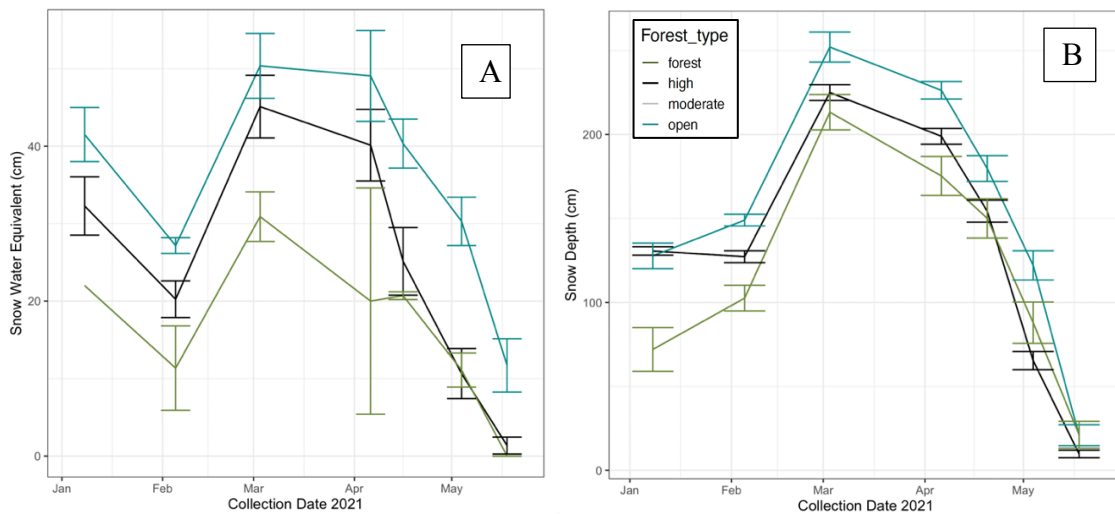 A
Snow Water Equivalent (cm)
40
20
0
Jan Feb Mar Apr May
Collection Date 2021
B
Forest_type
forest
high
moderate
open
Snow Depth (cm)
200
100
0
Jan Feb Mar Apr May
Collection Date 2021